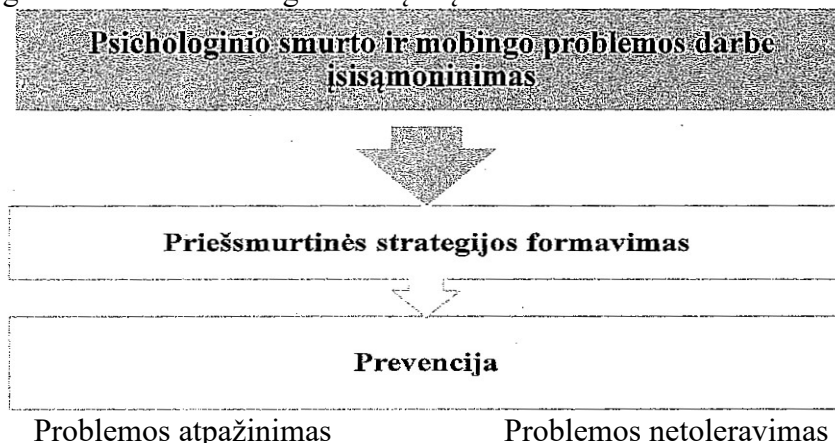 Psichologinio smurto ir mobingo problemos darbe
įsisąmoninimas
Priešsmurtinės strategijos formavimas
Prevencija
Problemos atpažinimas Problemos netoleravimas